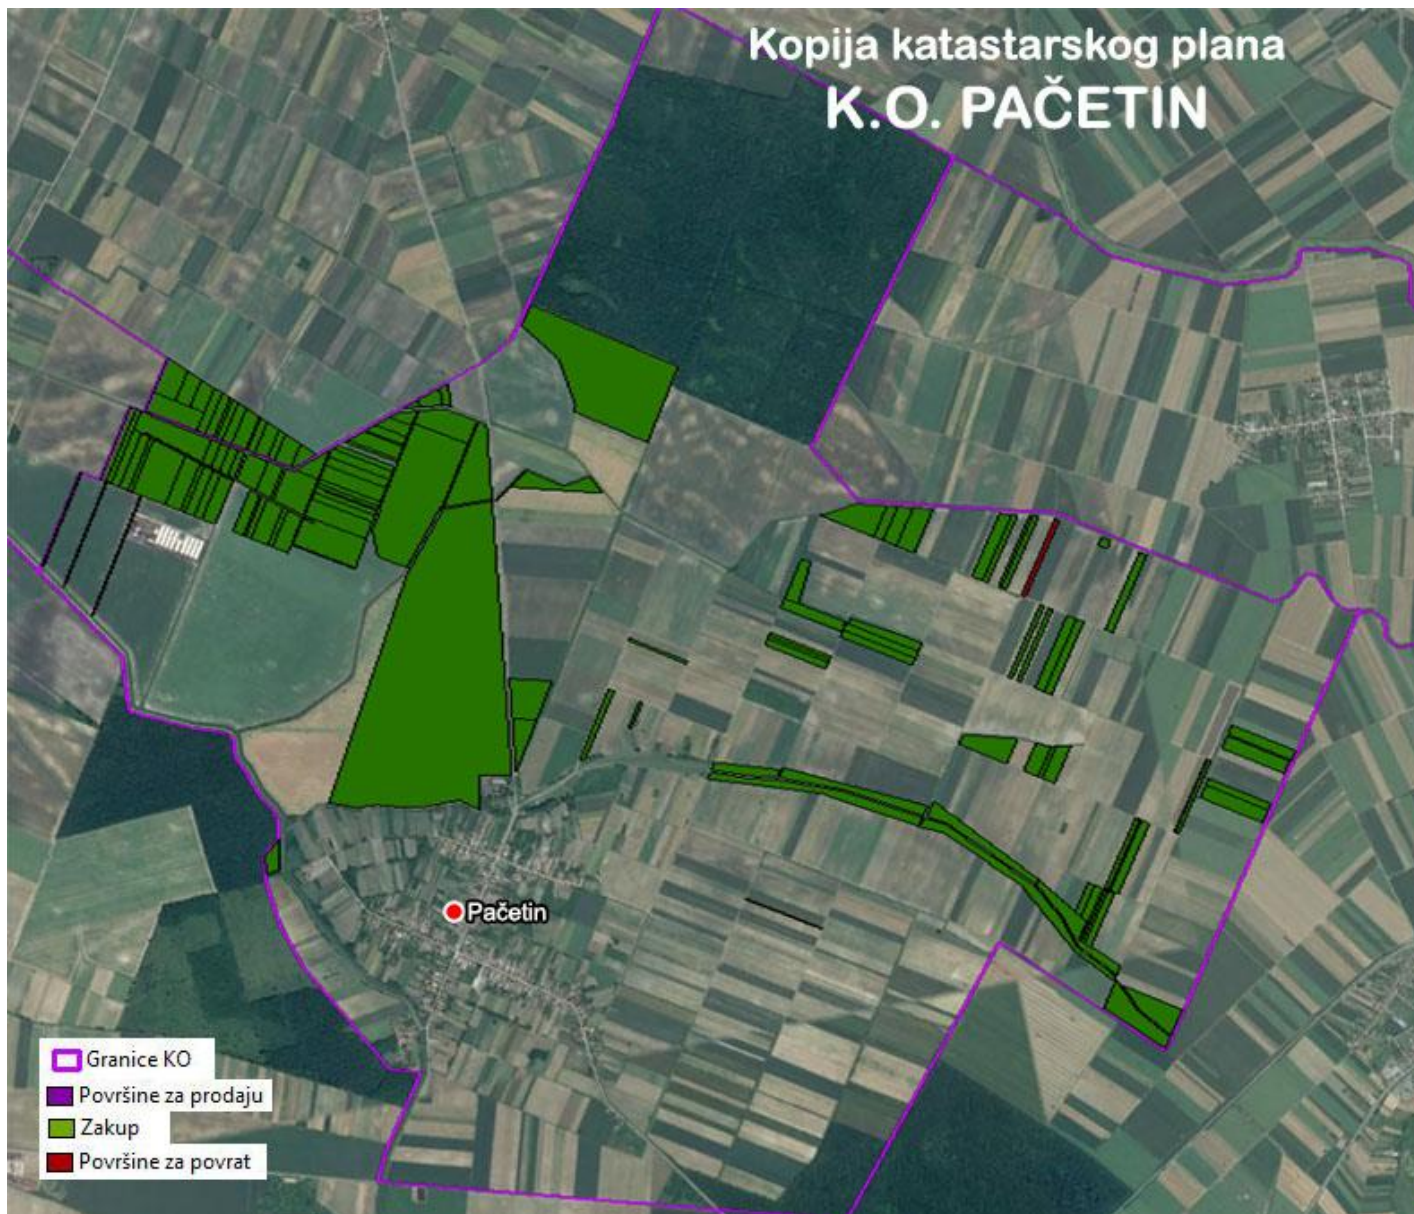 Kopija katastarskog plana
K.O. PAČETIN
Pačetin
Granice KO
Površine za prodaju
Zakup
Površine za povrat